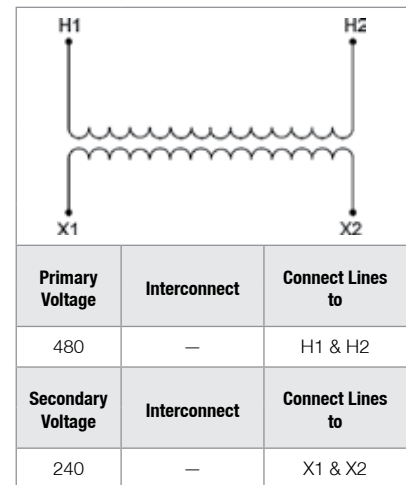 H1 H2
X1 X2
Primary Voltage Interconnect Connect Lines to
480 — H1 & H2
Secondary Voltage Interconnect Connect Lines to
240 — X1 & X2